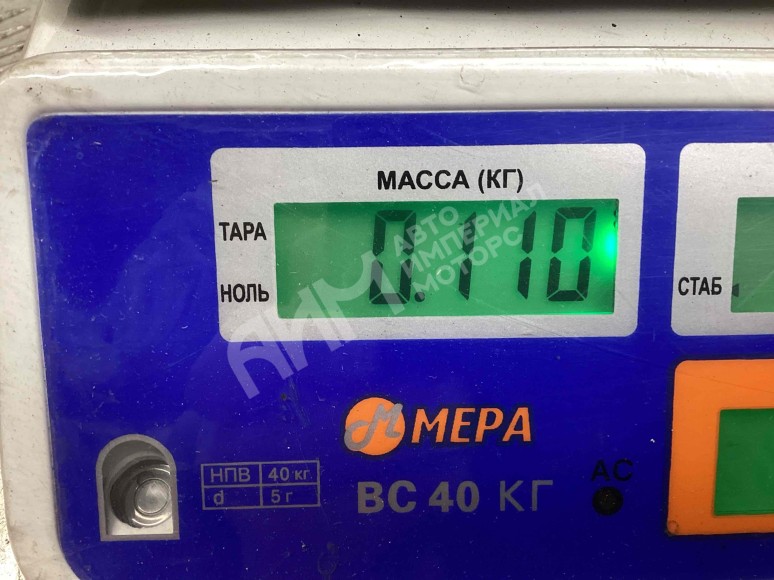 МАССА (КГ)
ТАРА
0.110
НОЛЬ
СТАБ
АВТО
ИМПЕРИАЛ
МОТОРС
АИМ
М МЕРА
НПВ 40 кг.
d 5 г
ВС 40 КГ
АС